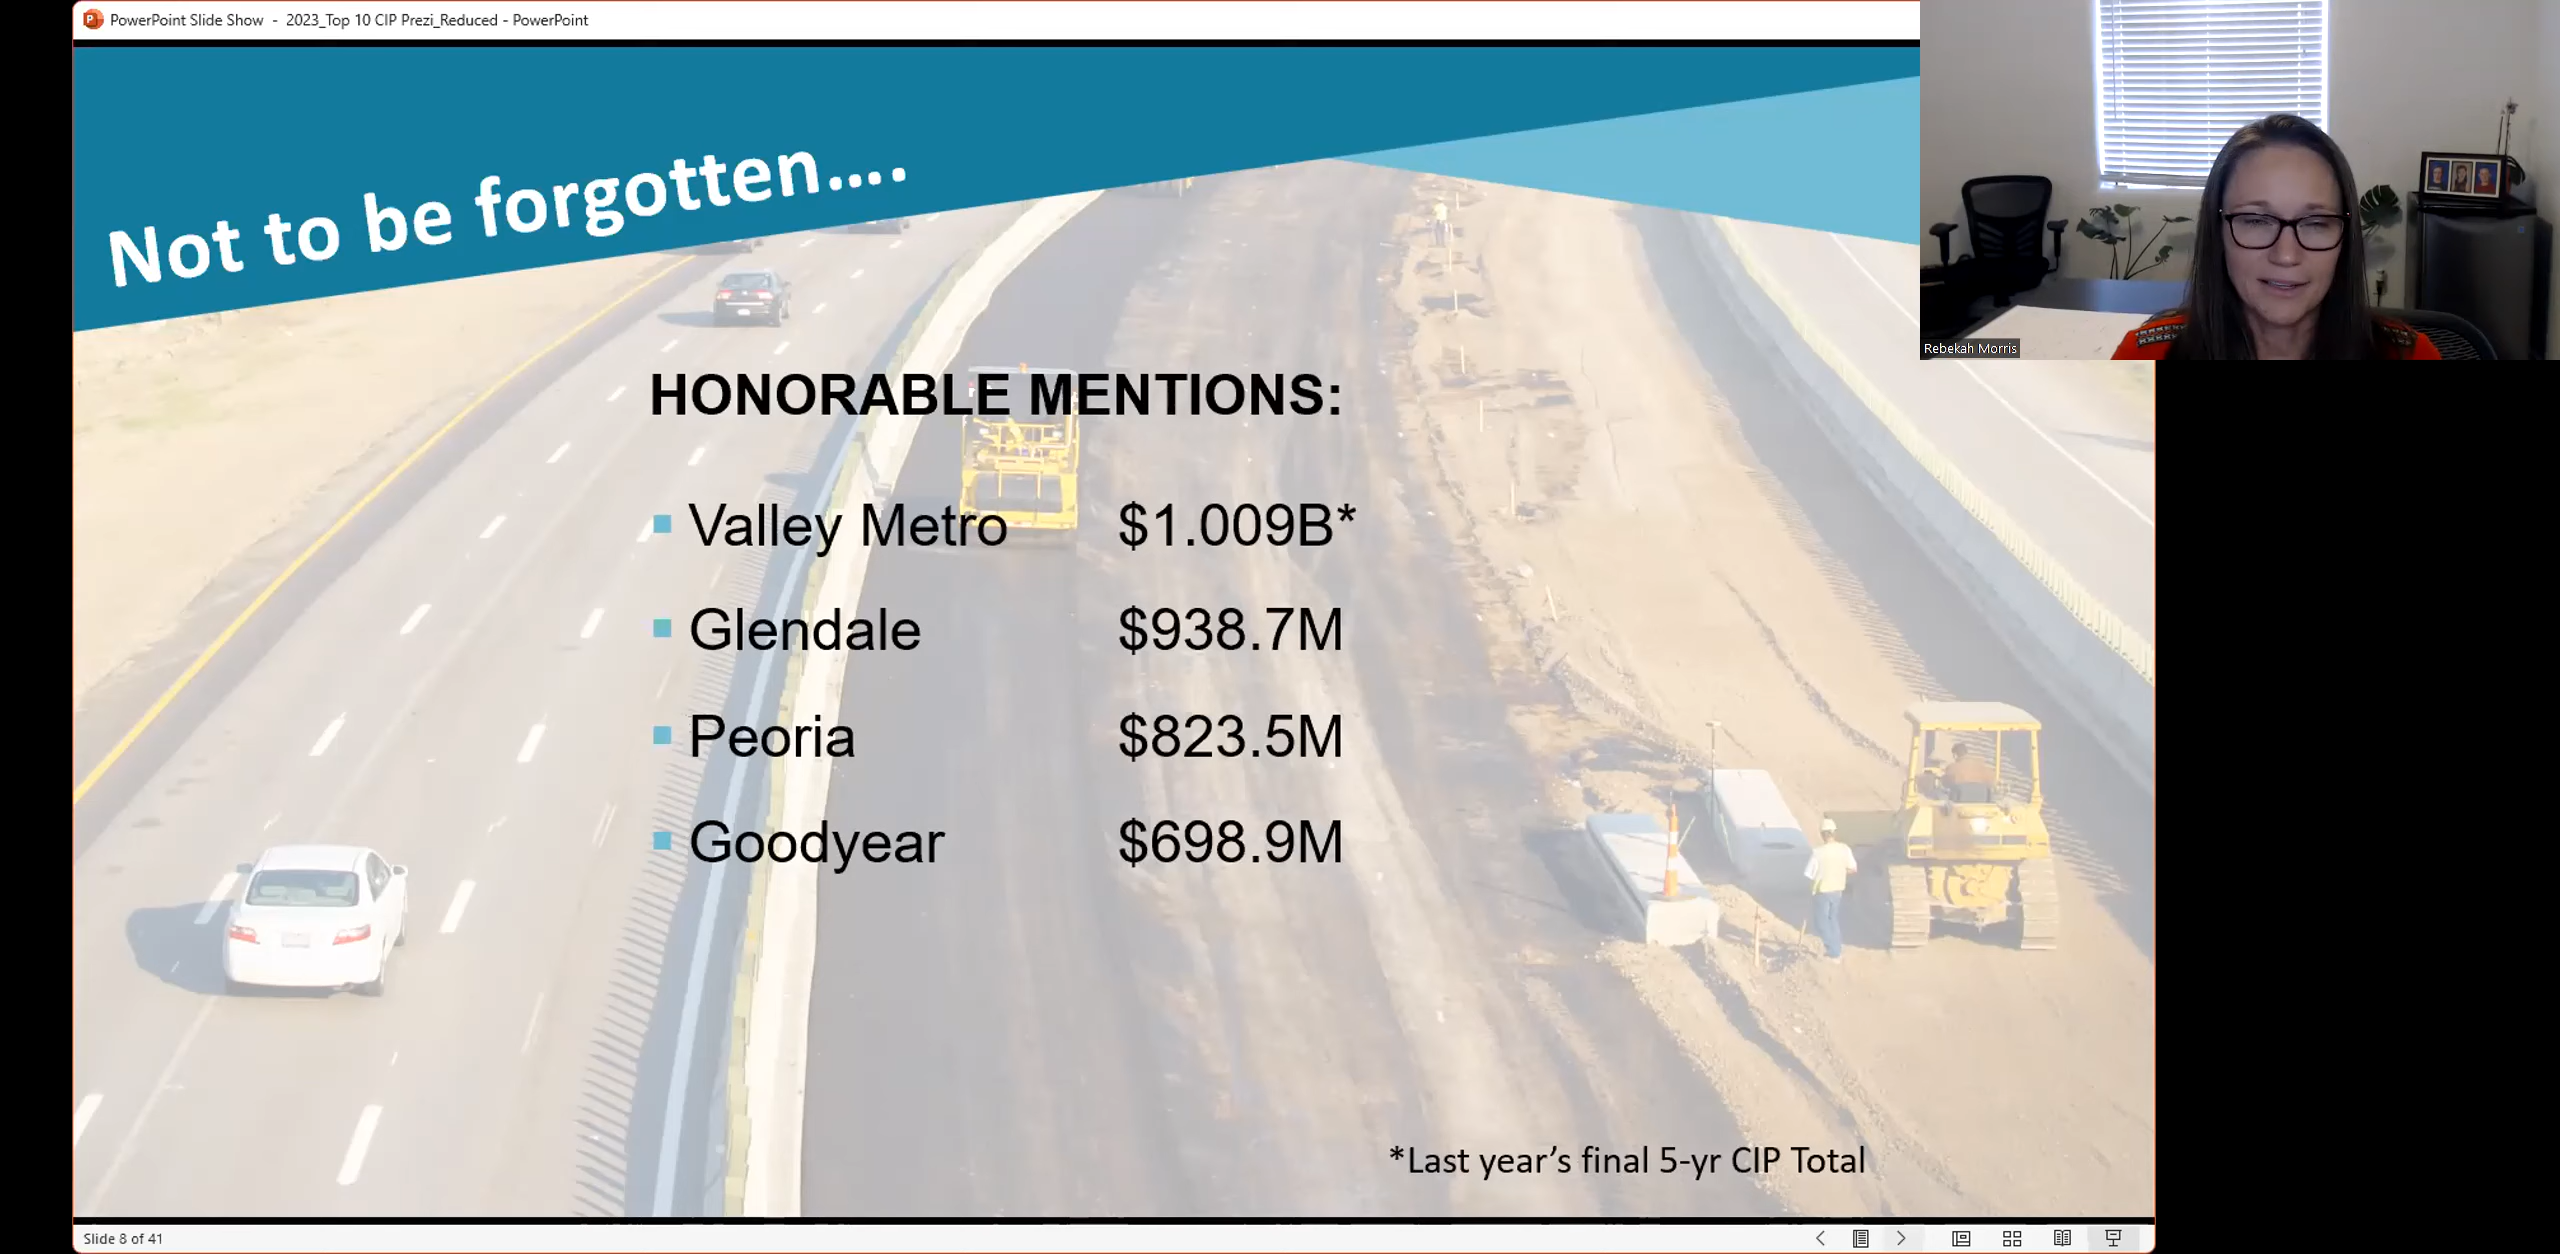 PowerPoint Slide Show - 2023_Top 10 CIP Prezi_Reduced - PowerPoint
Not to be forgotten....
Rebekah Morris
HONORABLE MENTIONS:
Valley Metro $1.009B*
Glendale $938.7M
Peoria $823.5M
Goodyear $698.9M
*Last year’s final 5-yr CIP Total
Slide 8 of 41